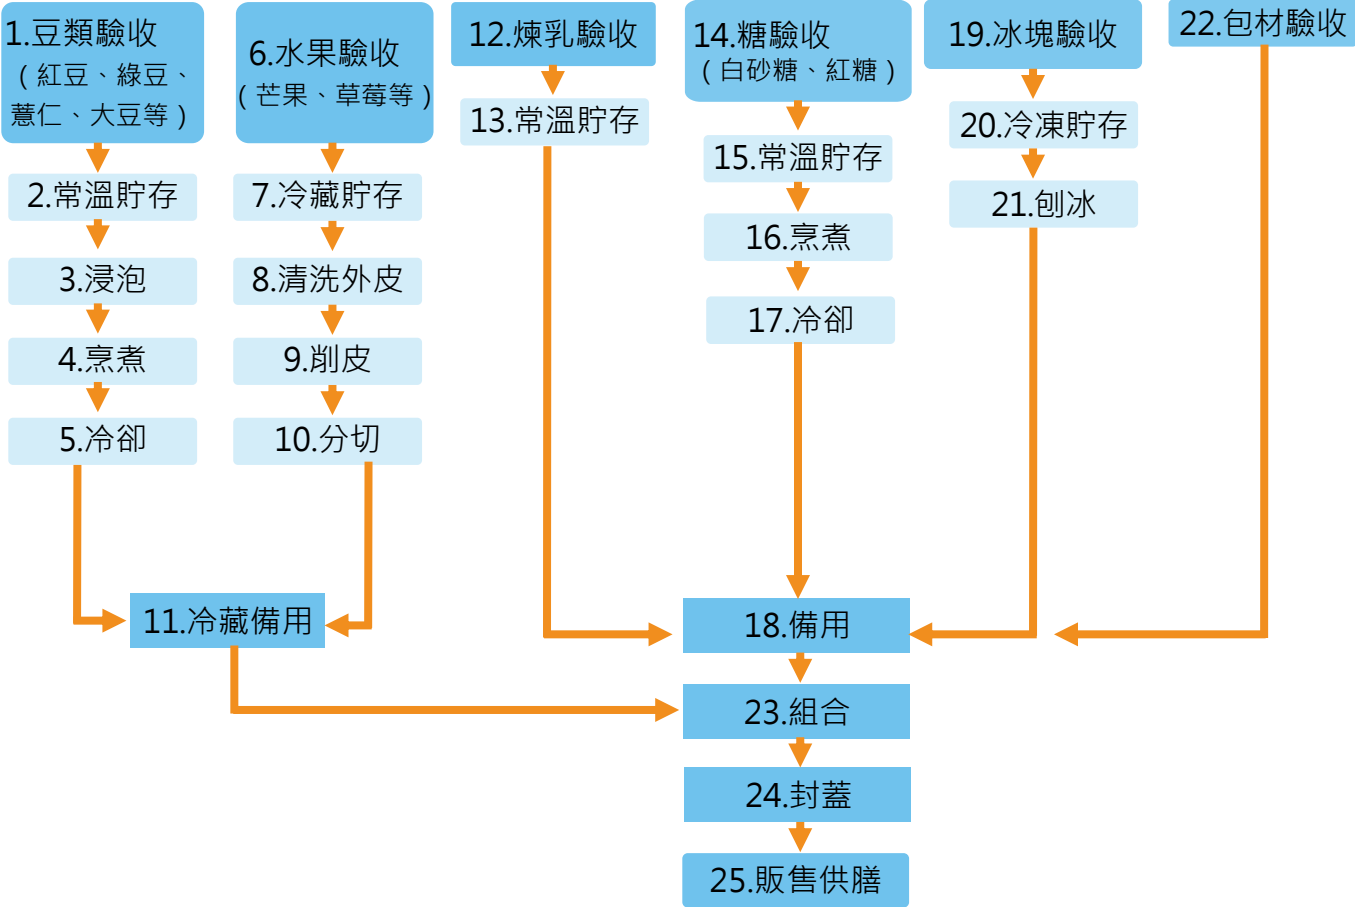 1.豆類驗收
（紅豆、綠豆、
薏仁、大豆等）
2.常溫貯存
3.浸泡
4.烹煮
5.冷卻
6.水果驗收
（芒果、草莓等）
7.冷藏貯存
8.清洗外皮
9.削皮
10.分切
11.冷藏備用
12.煉乳驗收
13.常溫貯存
14.糖驗收
（白砂糖、紅糖）
15.常溫貯存
16.烹煮
17.冷卻
18.備用
19.冰塊驗收
20.冷凍貯存
21.刨冰
22.包材驗收
23.組合
24.封蓋
25.販售供膳